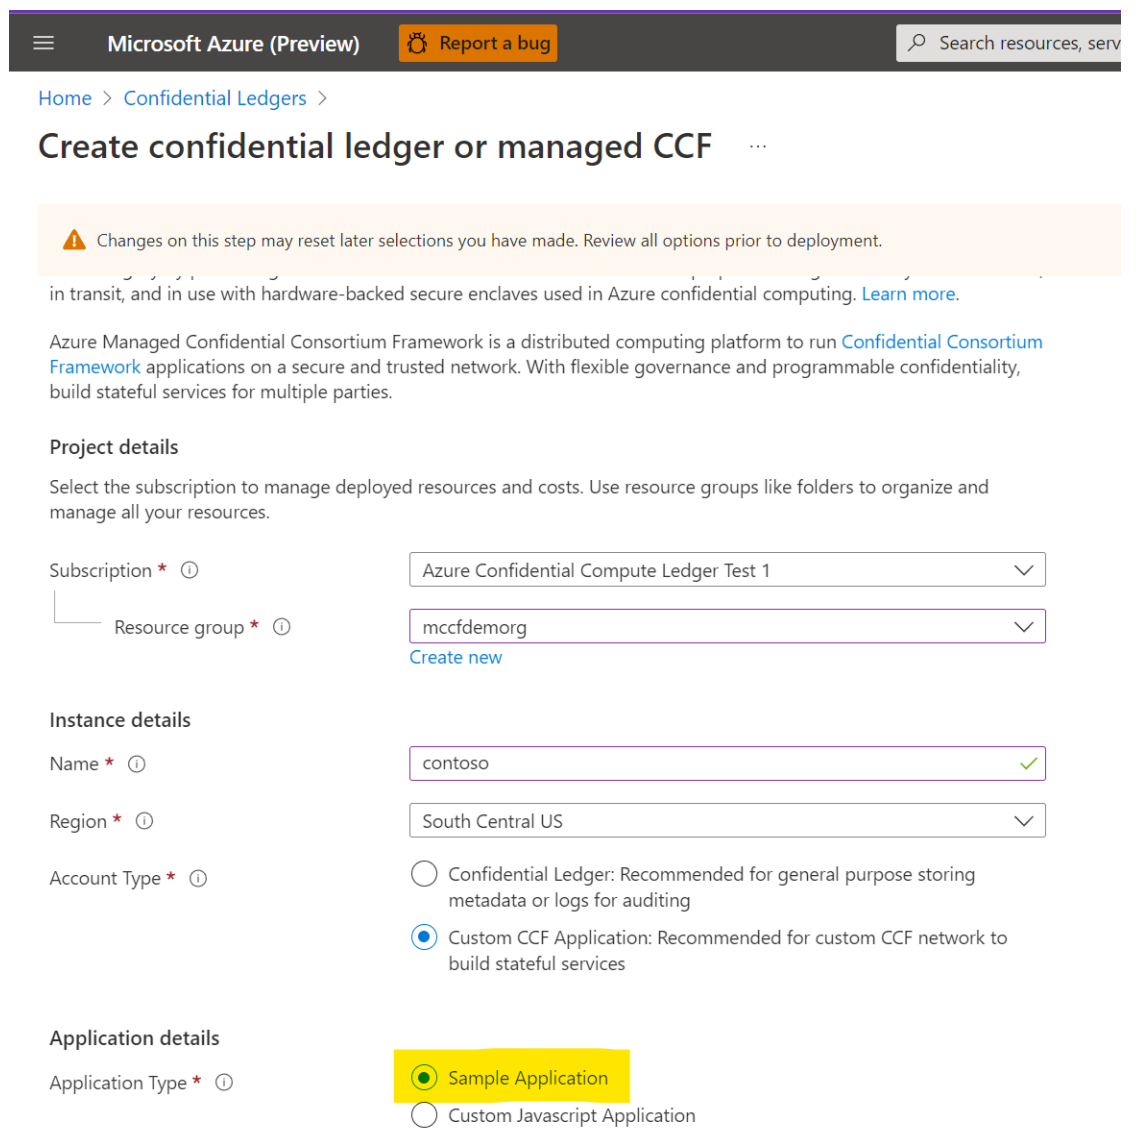 Microsoft Azure (Preview)
Report a bug
Search resources, serv
Home > Confidential Ledgers >
Create confidential ledger or managed CCF ...
Changes on this step may reset later selections you have made. Review all options prior to deployment.
in transit, and in use with hardware-backed secure enclaves used in Azure confidential computing. Learn more.
Azure Managed Confidential Consortium Framework is a distributed computing platform to run Confidential Consortium
Framework applications on a secure and trusted network. With flexible governance and programmable confidentiality,
build stateful services for multiple parties.
Project details
Select the subscription to manage deployed resources and costs. Use resource groups like folders to organize and
manage all your resources.
Subscription *
Azure Confidential Compute Ledger Test 1
Resource group *
mccfdemorg
Create new
Instance details
Name *
contoso
Region *
South Central US
Account Type *
Confidential Ledger: Recommended for general purpose storing
metadata or logs for auditing
Custom CCF Application: Recommended for custom CCF network to
build stateful services
Application details
Application Type *
Sample Application
Custom Javascript Application